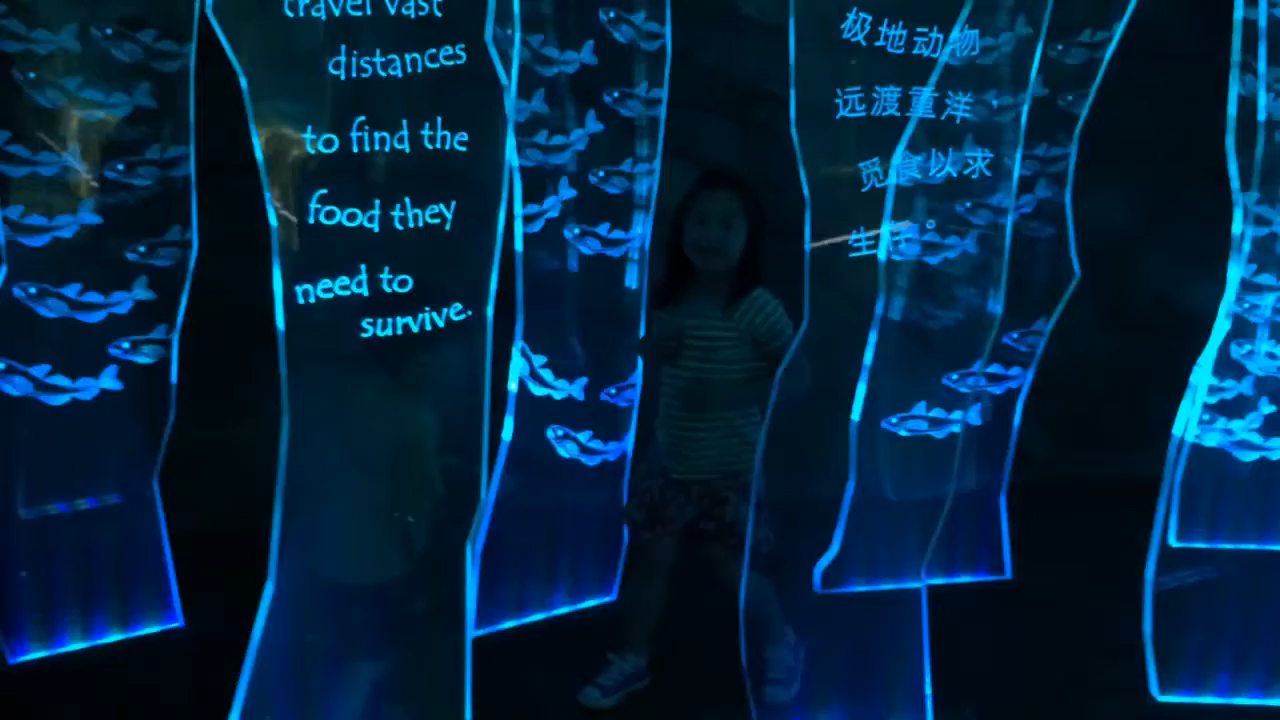 travel vast
distances
to find the
food they
need to
survive.
极地动物
远渡重洋
觅食以求
生存。